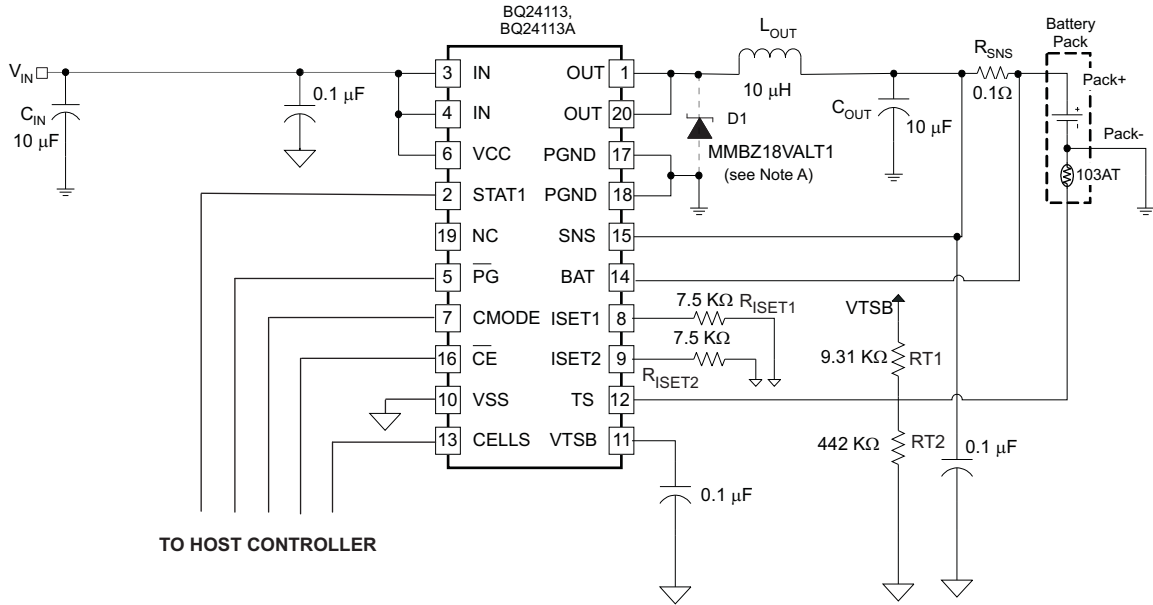 BQ24113,
BQ24113A
V_IN
C_IN
10 μF
0.1 μF
3 IN
4 IN
6 VCC
2 STAT1
19 NC
5 P̅G̅
7 CMODE
16 C̅E̅
10 VSS
13 CELLS
OUT 1
OUT 20
PGND 17
PGND 18
SNS 15
BAT 14
ISET1 8
ISET2 9
TS 12
VTSB 11
L_OUT
10 μH
D1
MMBZ18VALT1
(see Note A)
C_OUT
10 μF
R_SNS
0.1Ω
Battery
Pack
Pack+
+
-
Pack-
103AT
7.5 KΩ R_ISET1
7.5 KΩ
R_ISET2
VTSB
9.31 KΩ RT1
442 KΩ RT2
0.1 μF
0.1 μF
TO HOST CONTROLLER